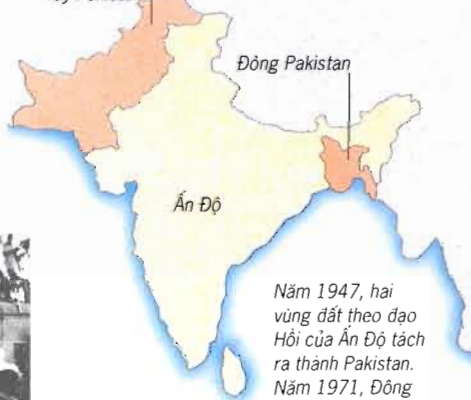 Đông Pakistan
Ấn Độ
Năm 1947, hai
vùng đất theo đạo
Hồi của Ấn Độ tách
ra thành Pakistan.
Năm 1971, Đông